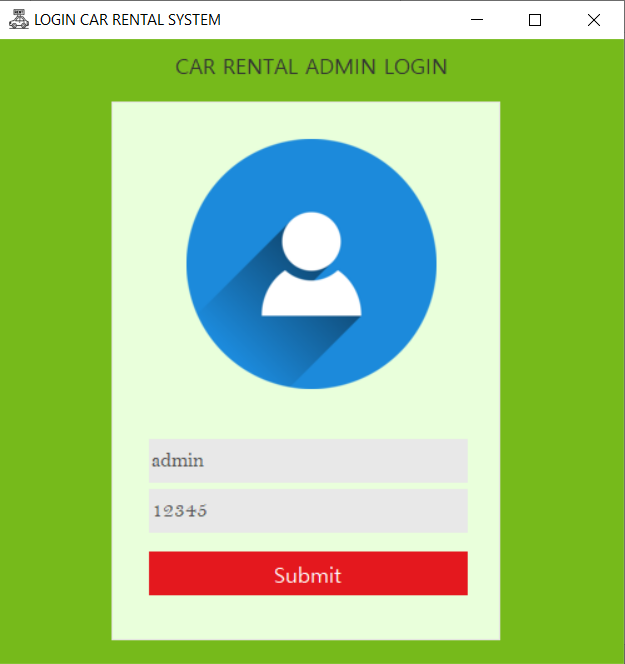 LOGIN CAR RENTAL SYSTEM
CAR RENTAL ADMIN LOGIN
admin
12345
Submit